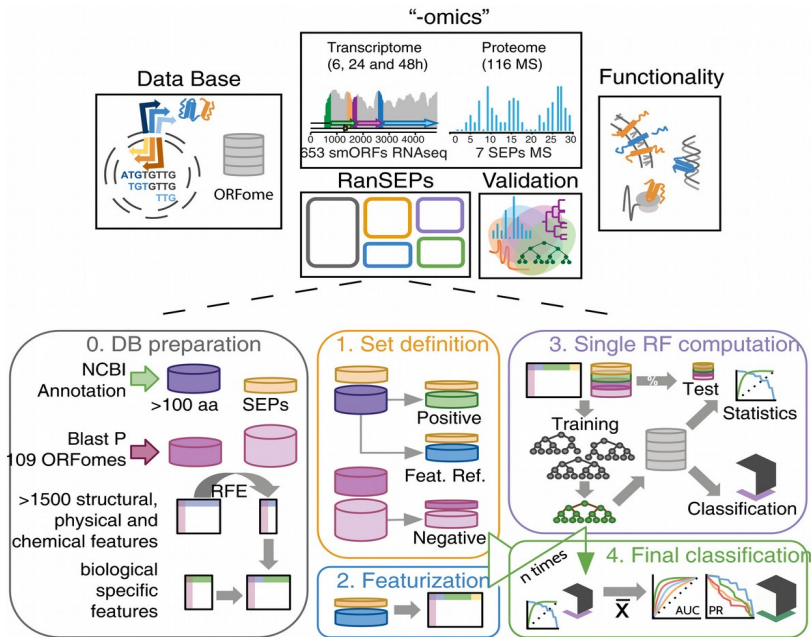 "-omics"
Data Base
ATGTGTTG
TGTGTTG
TTG
ORFome
Transcriptome
(6, 24 and 48h)
0 1000 2000 3000 4000
653 smORFs RNAseq
Proteome
(116 MS)
0 5 10 15 20 25 30
7 SEPs MS
Functionality
RanSEPs
Validation
0. DB preparation
NCBI
Annotation
>100 aa
SEPs
Blast P
109 ORFomes
RFE
>1500 structural,
physical and
chemical features
biological
specific
features
1. Set definition
Positive
Feat. Ref.
Negative
2. Featurization
3. Single RF computation
%
Test
Statistics
Training
Classification
n times
4. Final classification
X̄
AUC
PR